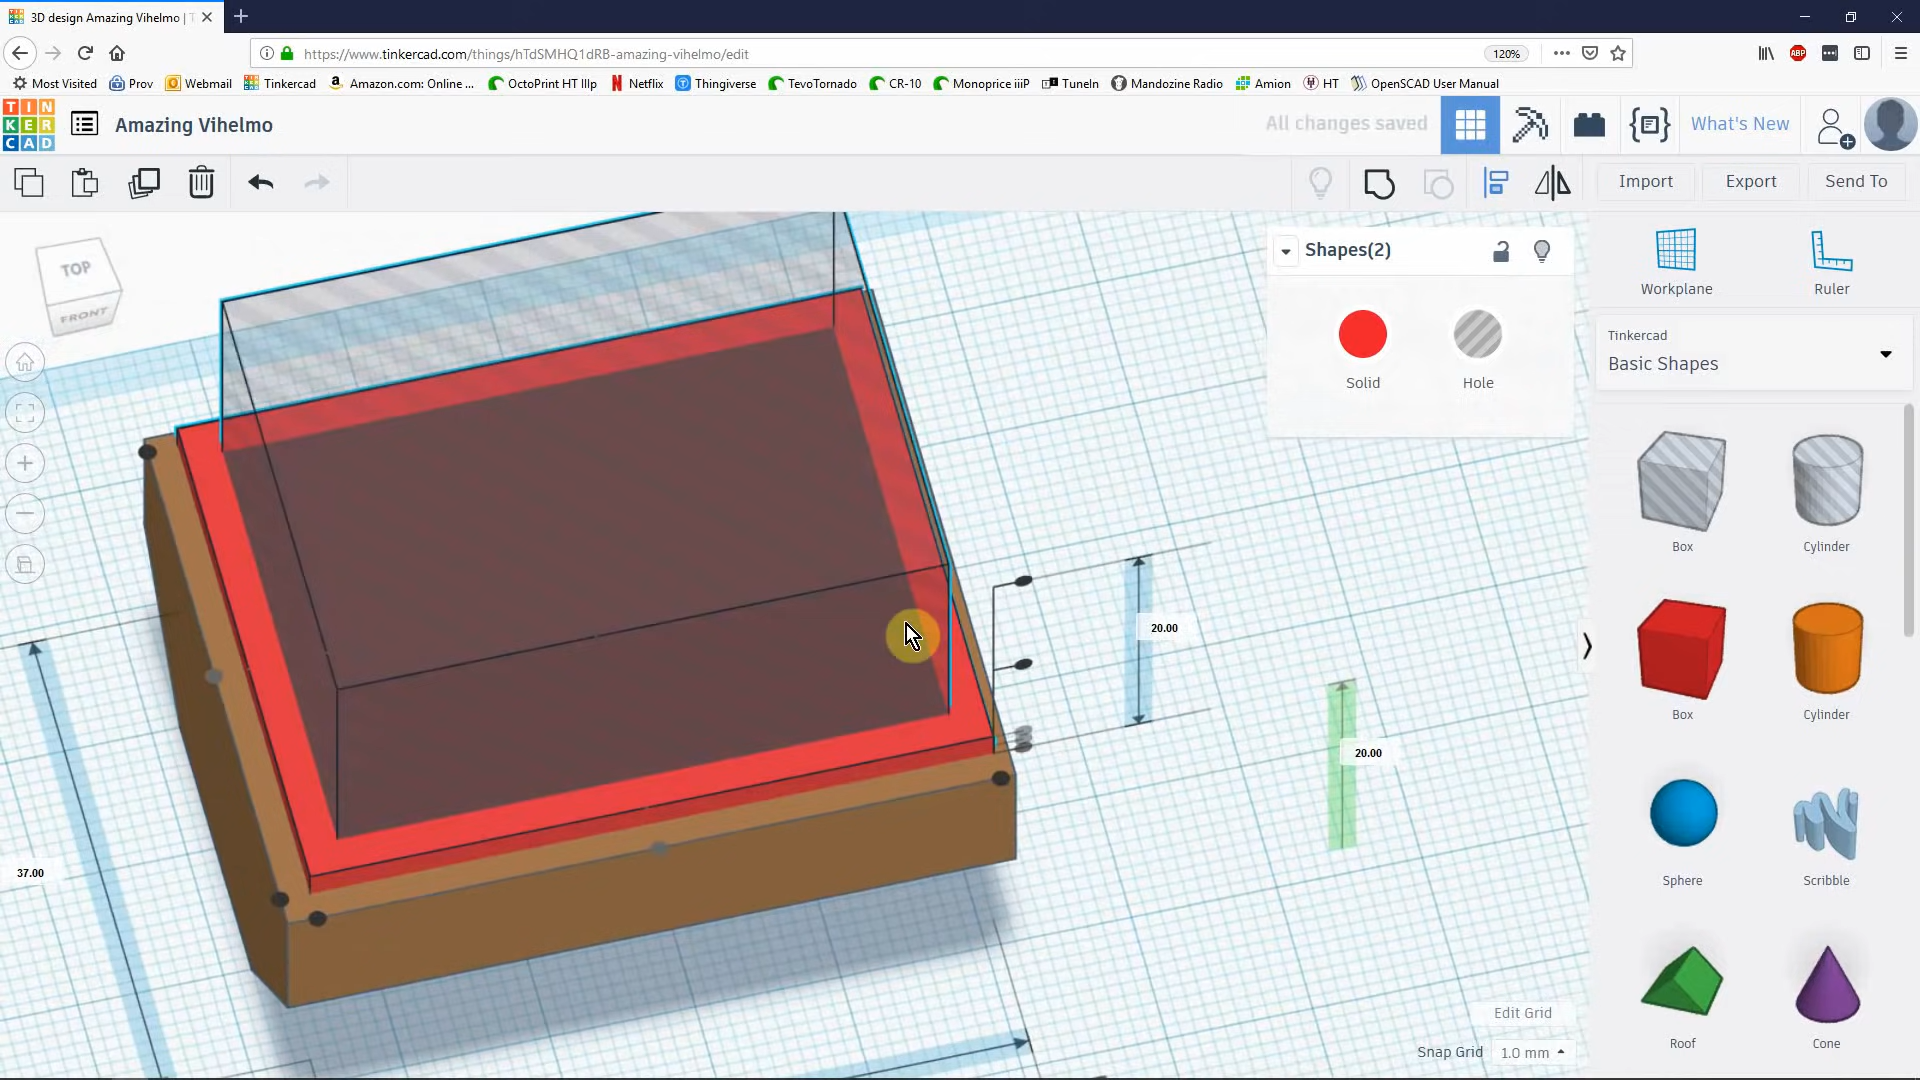 3D design Amazing Vihelmo | T
https://www.tinkercad.com/things/hTdSMHQ1dRB-amazing-vihelmo/edit
120%
ABP
Most Visited
Prov
Webmail
Tinkercad
Amazon.com: Online ...
OctoPrint HT IIIp
Netflix
Thingiverse
TevoTornado
CR-10
Monoprice iiiP
TuneIn
Mandozine Radio
Amion
HT
OpenSCAD User Manual
TIN
KER
CAD
Amazing Vihelmo
All changes saved
What's New
Import
Export
Send To
TOP
FRONT
Shapes(2)
Solid
Hole
Workplane
Ruler
Tinkercad
Basic Shapes
Box
Cylinder
Box
Cylinder
Sphere
Scribble
Roof
Cone
20.00
20.00
37.00
Edit Grid
Snap Grid
1.0 mm